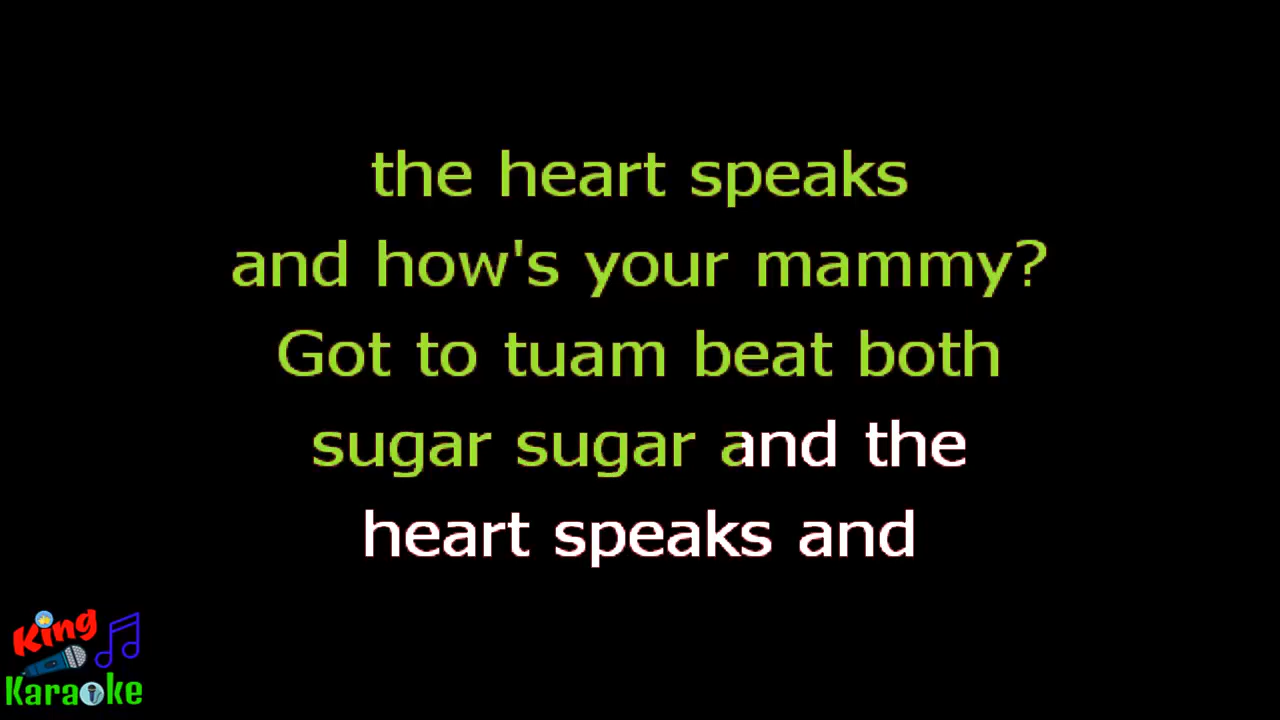 the heart speaks
and how's your mammy?
Got to tuam beat both
sugar sugar and the
heart speaks and
King
Karaoke